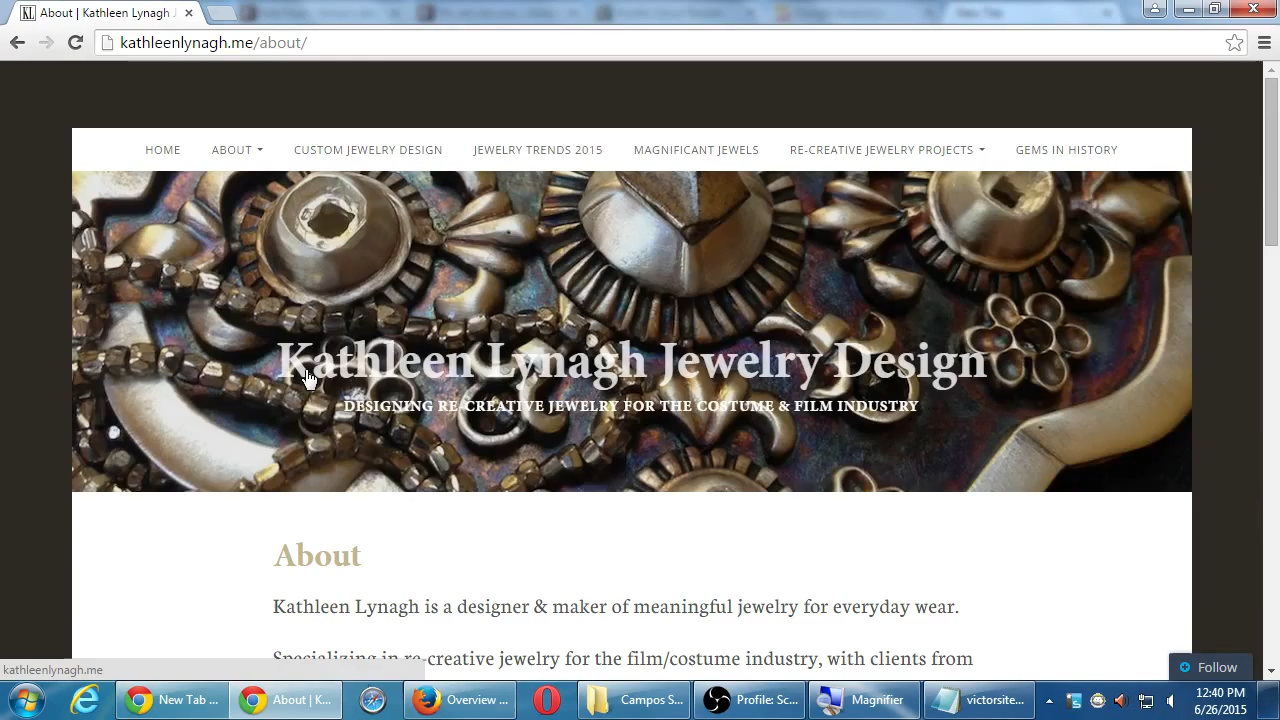 About | Kathleen Lynagh J
kathleenlynagh.me/about/
HOME ABOUT CUSTOM JEWELRY DESIGN JEWELRY TRENDS 2015 MAGNIFICANT JEWELS RE-CREATIVE JEWELRY PROJECTS GEMS IN HISTORY
Kathleen Lynagh Jewelry Design
DESIGNING RE-CREATIVE JEWELRY FOR THE COSTUME & FILM INDUSTRY
About
Kathleen Lynagh is a designer & maker of meaningful jewelry for everyday wear.
Specializing in re-creative jewelry for the film/costume industry, with clients from
kathleenlynagh.me
Follow
New Tab ... About | K... Overview ... Campos S... Profile: Sc... Magnifier victorsite...
12:40 PM
6/26/2015